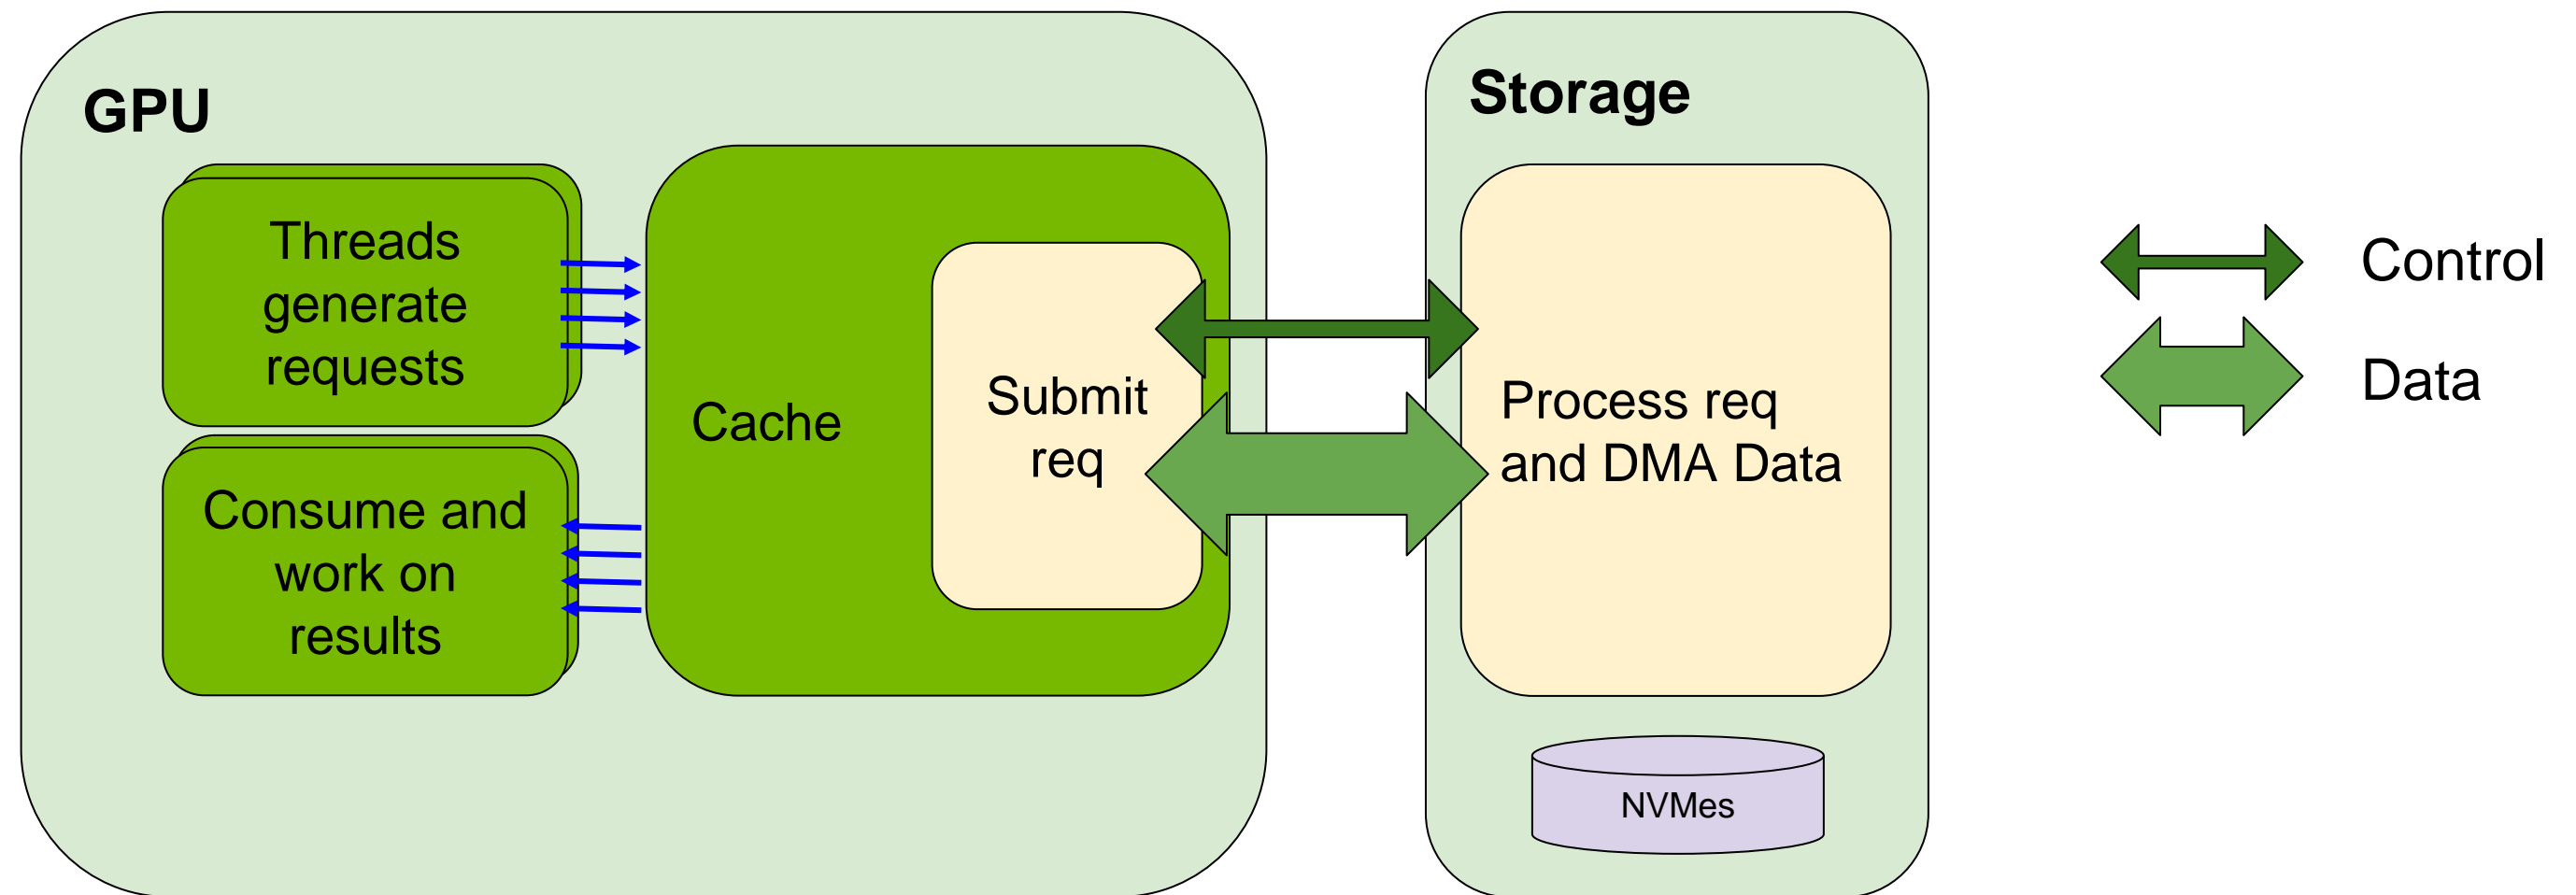 GPU
Threads
generate
requests
Consume and
work on
results
Cache
Submit
req
Storage
Process req
and DMA Data
NVMes
Control
Data